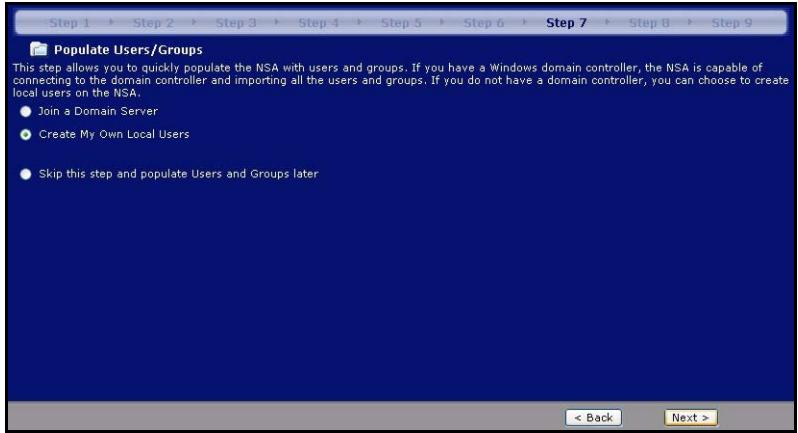 Step 1 Step 2 Step 3 Step 4 Step 5 Step 6 Step 7 Step 8 Step 9
Populate Users/Groups
This step allows you to quickly populate the NSA with users and groups. If you have a Windows domain controller, the NSA is capable of
connecting to the domain controller and importing all the users and groups. If you do not have a domain controller, you can choose to create
local users on the NSA.
Join a Domain Server
Create My Own Local Users
Skip this step and populate Users and Groups later
< Back Next >